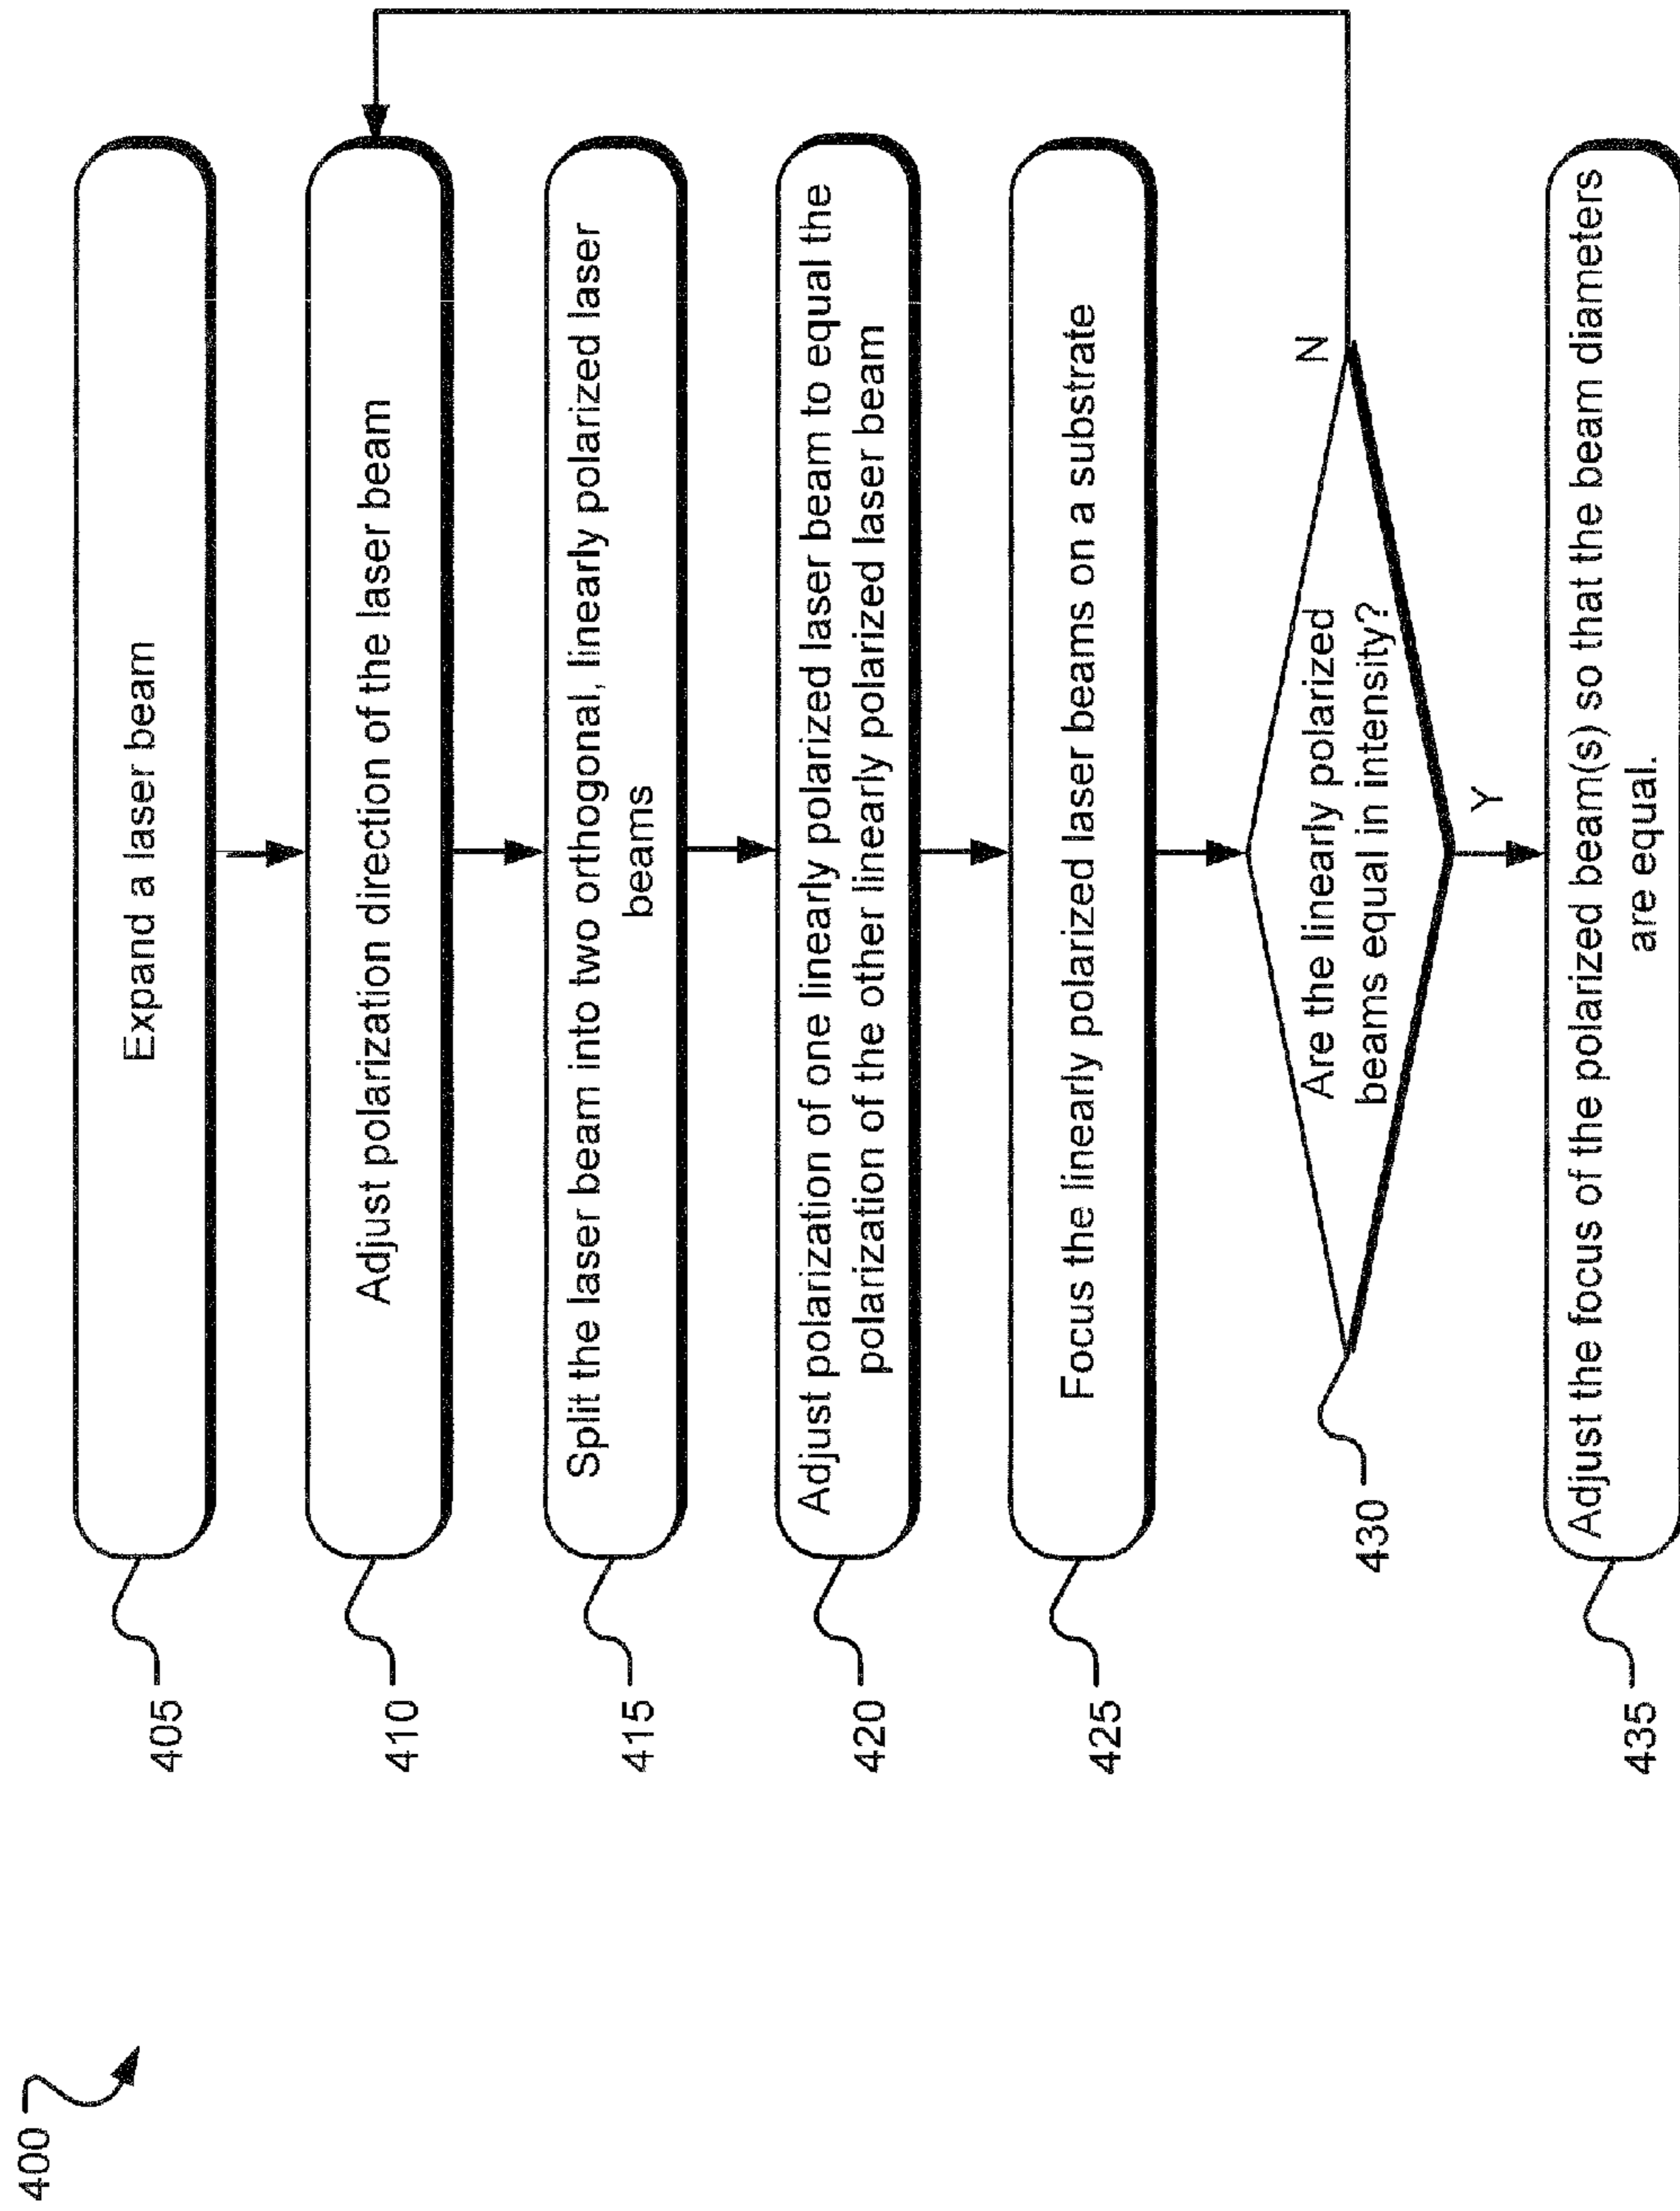 400
405
Expand a laser beam
410
Adjust polarization direction of the laser beam
415
Split the laser beam into two orthogonal, linearly polarized laser
beams
420
Adjust polarization of one linearly polarized laser beam to equal the
polarization of the other linearly polarized laser beam
425
Focus the linearly polarized laser beams on a substrate
430
Are the linearly polarized
beams equal in intensity?
N
Y
435
Adjust the focus of the polarized beam(s) so that the beam diameters
are equal.